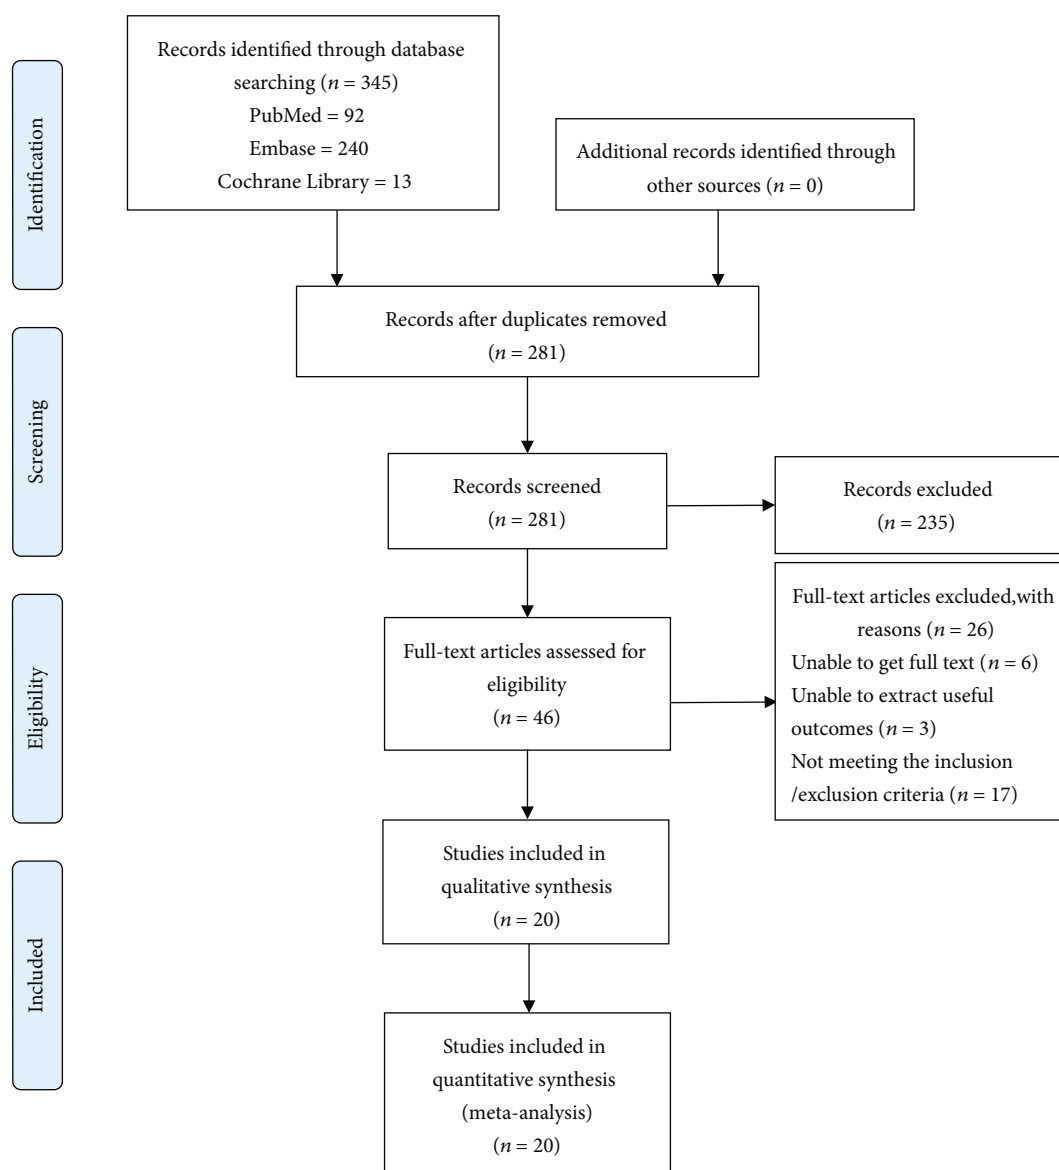 Identification
Records identified through database
searching (n = 345)
PubMed = 92
Embase = 240
Cochrane Library = 13
Additional records identified through
other sources (n = 0)
Records after duplicates removed
(n = 281)
Screening
Records screened
(n = 281)
Records excluded
(n = 235)
Eligibility
Full-text articles assessed for
eligibility
(n = 46)
Full-text articles excluded,with
reasons (n = 26)
Unable to get full text (n = 6)
Unable to extract useful
outcomes (n = 3)
Not meeting the inclusion
/exclusion criteria (n = 17)
Included
Studies included in
qualitative synthesis
(n = 20)
Studies included in
quantitative synthesis
(meta-analysis)
(n = 20)